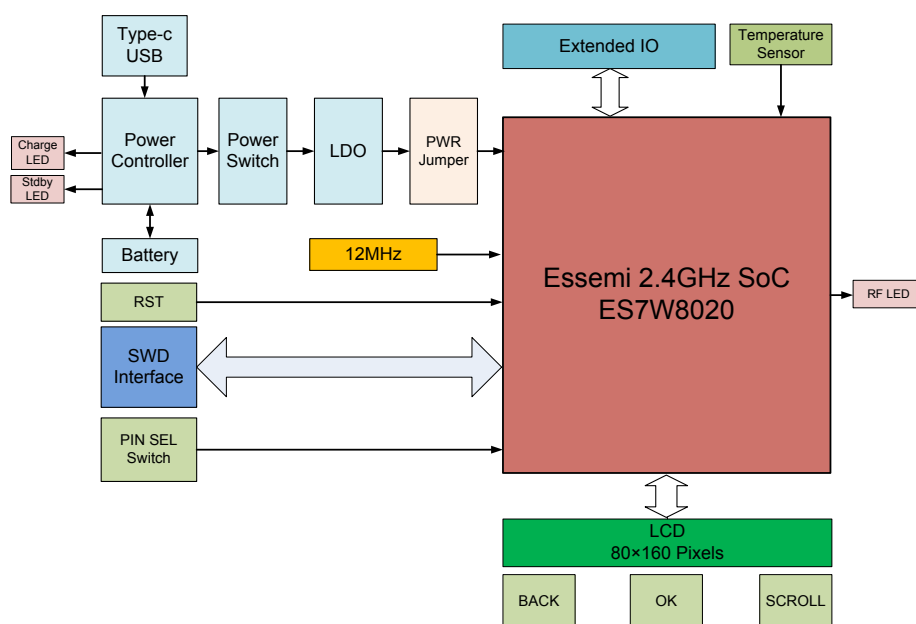 Type-c
USB
Extended IO
Temperature
Sensor
Charge
LED
Stdby
LED
Power
Controller
Power
Switch
LDO
PWR
Jumper
Battery
12MHz
RST
SWD
Interface
PIN SEL
Switch
Essemi 2.4GHz SoC
ES7W8020
RF LED
LCD
80×160 Pixels
BACK
OK
SCROLL